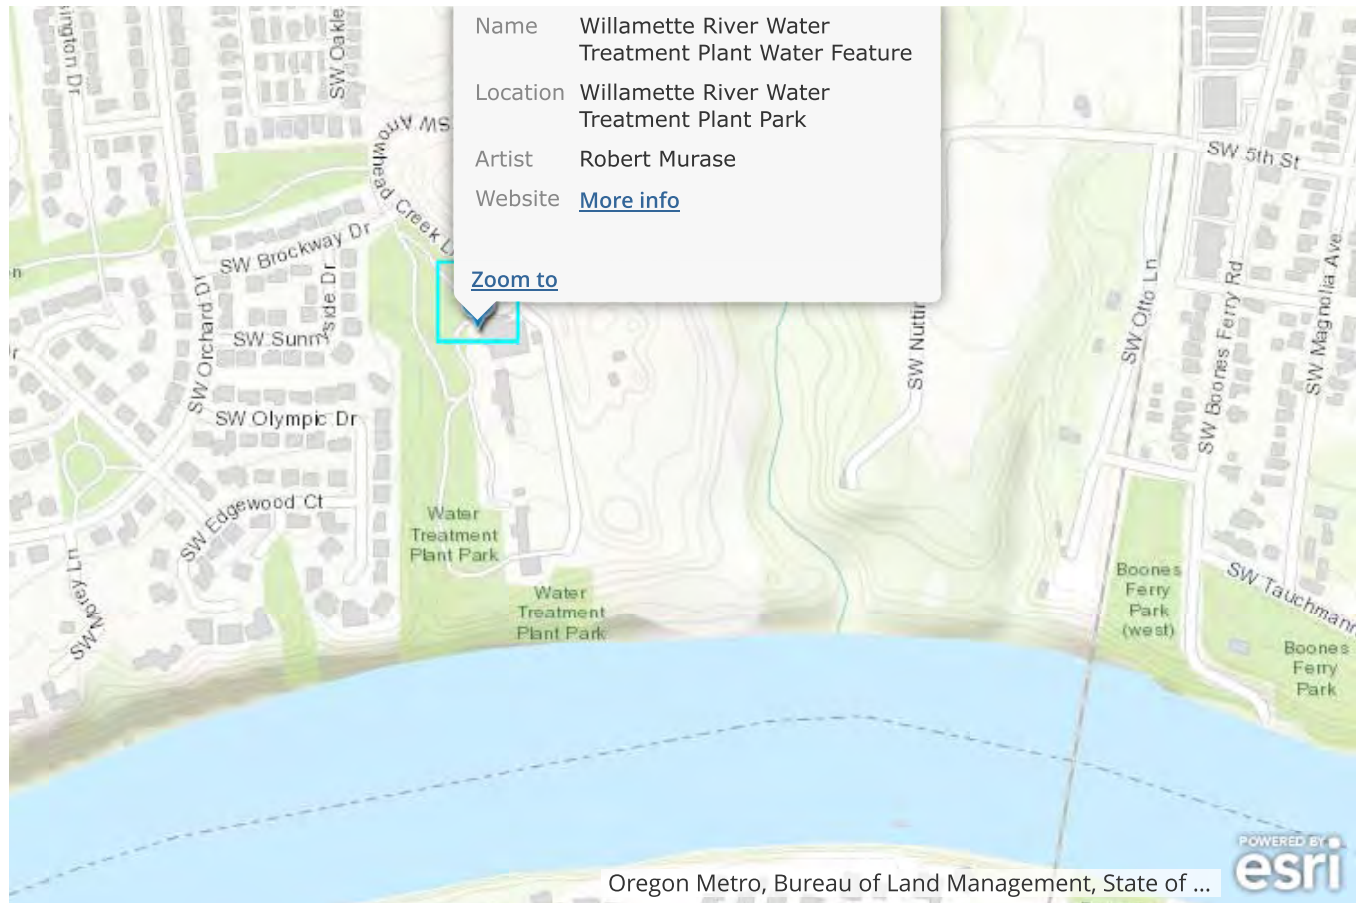 Name Willamette River Water
Treatment Plant Water Feature
Location Willamette River Water
Treatment Plant Park
Artist Robert Murase
Website More info
Zoom to
SW Oakle
SW Arrowhead Creek L
SW Brockway Dr
SW Orchard Dr
SW Olympic Dr
SW Edgewood Ct
SW Morey Ln
Water
Treatment
Plant Park
Water
Treatment
Plant Park
SW Nuttin
SW 5th St
SW Otto Ln
SW Boones Ferry Rd
SW Magnolia Ave
SW Tauchmann
Boones
Ferry
Park
(west)
Boones
Ferry
Park
POWERED BY
esri
Oregon Metro, Bureau of Land Management, State of ...